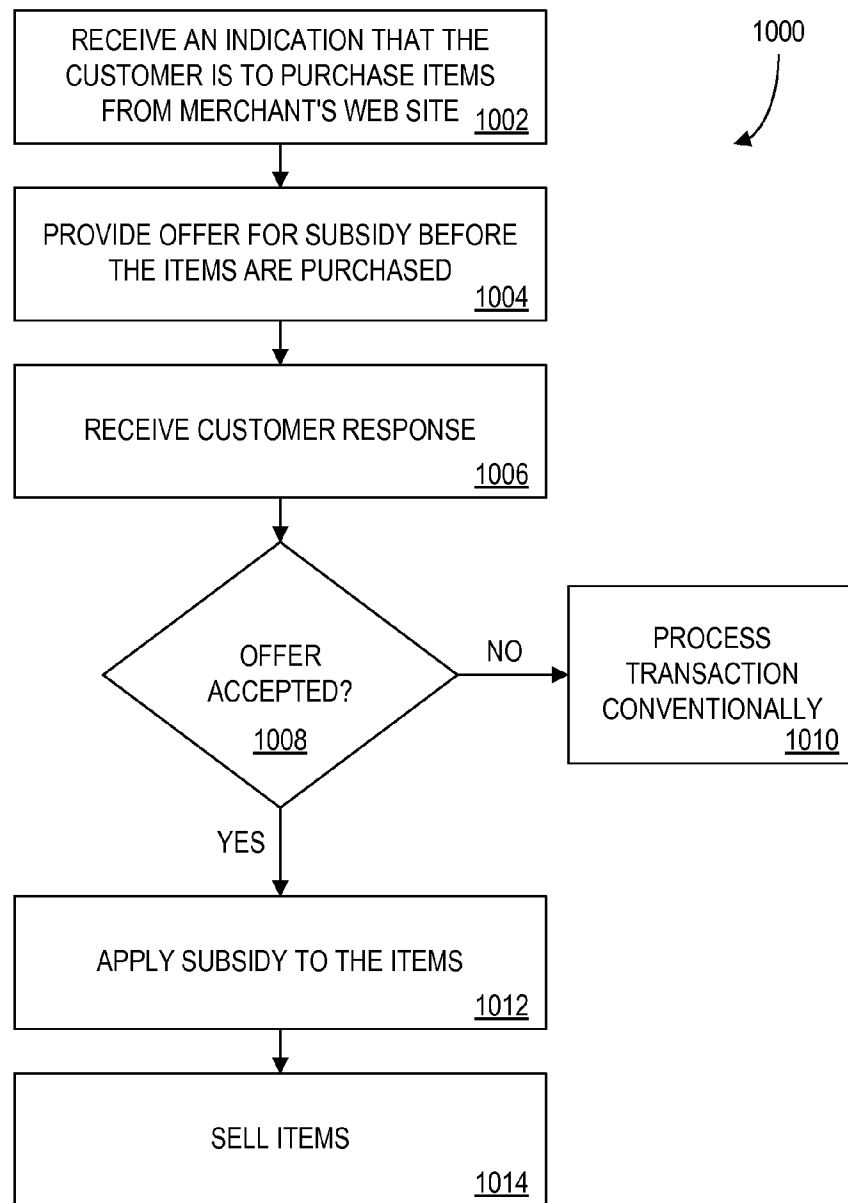 RECEIVE AN INDICATION THAT THE
CUSTOMER IS TO PURCHASE ITEMS
FROM MERCHANT'S WEB SITE
1002
1000
PROVIDE OFFER FOR SUBSIDY BEFORE
THE ITEMS ARE PURCHASED
1004
RECEIVE CUSTOMER RESPONSE
1006
OFFER
ACCEPTED?
1008
NO
PROCESS
TRANSACTION
CONVENTIONALLY
1010
YES
APPLY SUBSIDY TO THE ITEMS
1012
SELL ITEMS
1014